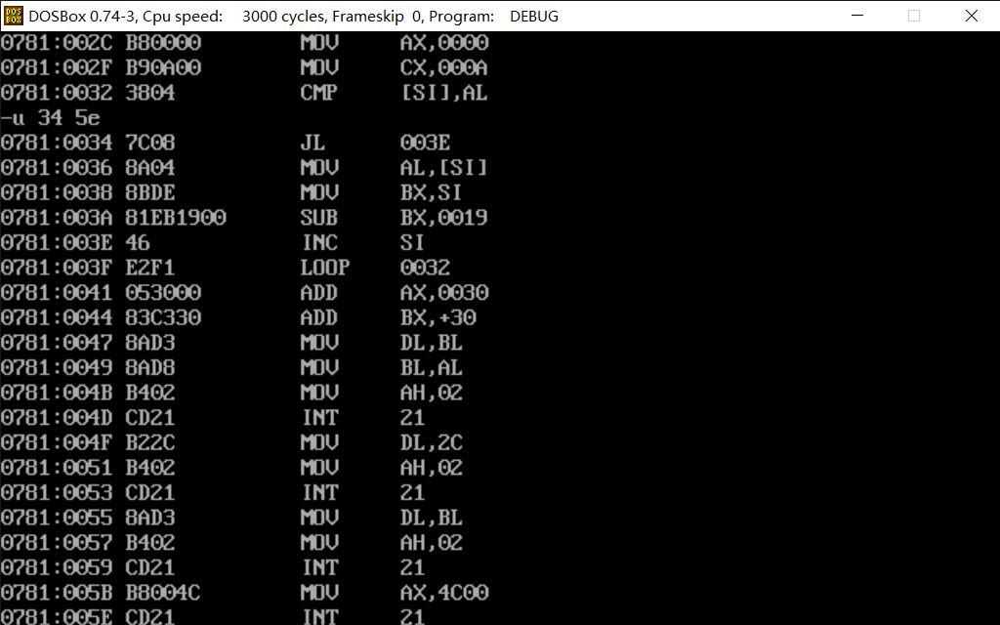 DOS BOX DOSBox 0.74-3, Cpu speed: 3000 cycles, Frameskip 0, Program: DEBUG
0781:002C B80000 MOV AX,0000
0781:002F B90A00 MOV CX,000A
0781:0032 3804 CMP [SI],AL
-u 34 5e
0781:0034 7C08 JL 003E
0781:0036 8A04 MOV AL,[SI]
0781:0038 8BDE MOV BX,SI
0781:003A 81EB1900 SUB BX,0019
0781:003E 46 INC SI
0781:003F E2F1 LOOP 0032
0781:0041 053000 ADD AX,0030
0781:0044 83C330 ADD BX,+30
0781:0047 8AD3 MOV DL,BL
0781:0049 8AD8 MOV BL,AL
0781:004B B402 MOV AH,02
0781:004D CD21 INT 21
0781:004F B22C MOV DL,2C
0781:0051 B402 MOV AH,02
0781:0053 CD21 INT 21
0781:0055 8AD3 MOV DL,BL
0781:0057 B402 MOV AH,02
0781:0059 CD21 INT 21
0781:005B B8004C MOV AX,4C00
0781:005E CD21 INT 21